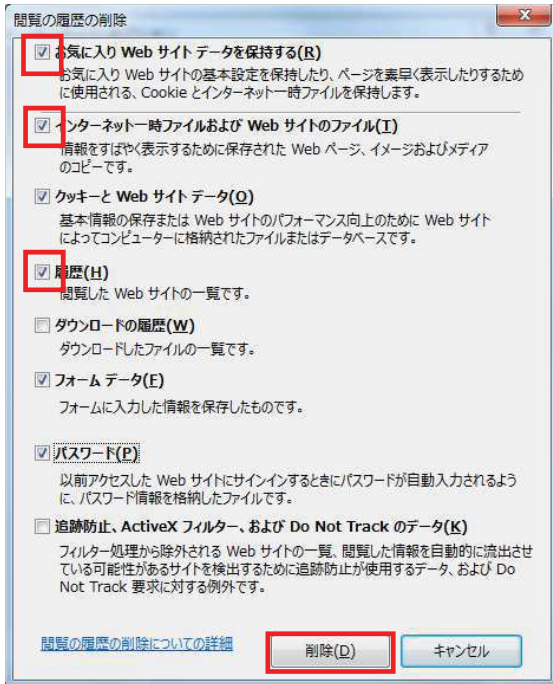 閲覧の履歴の削除
お気に入り Web サイト データを保持する(R)
お気に入り Web サイトの基本設定を保持したり、ページを素早く表示したりするため
に使用される、Cookie とインターネット一時ファイルを保持します。
インターネット一時ファイルおよび Web サイトのファイル(I)
情報をすばやく表示するために保存された Web ページ、イメージおよびメディア
のコピーです。
クッキーと Web サイト データ(O)
基本情報の保存または Web サイトのパフォーマンス向上のために Web サイト
によってコンピューターに格納されたファイルまたはデータベースです。
履歴(H)
閲覧した Web サイトの一覧です。
ダウンロードの履歴(W)
ダウンロードしたファイルの一覧です。
フォーム データ(F)
フォームに入力した情報を保存したものです。
パスワード(P)
以前アクセスした Web サイトにサインインするときにパスワードが自動入力されるよう
に、パスワード情報を格納したファイルです。
追跡防止、ActiveX フィルター、および Do Not Track のデータ(K)
フィルター処理から除外される Web サイトの一覧、閲覧した情報を自動的に流出させ
ている可能性があるサイトを検出するために追跡防止が使用するデータ、および Do
Not Track 要求に対する例外です。
閲覧の履歴の削除についての詳細
削除(D)
キャンセル